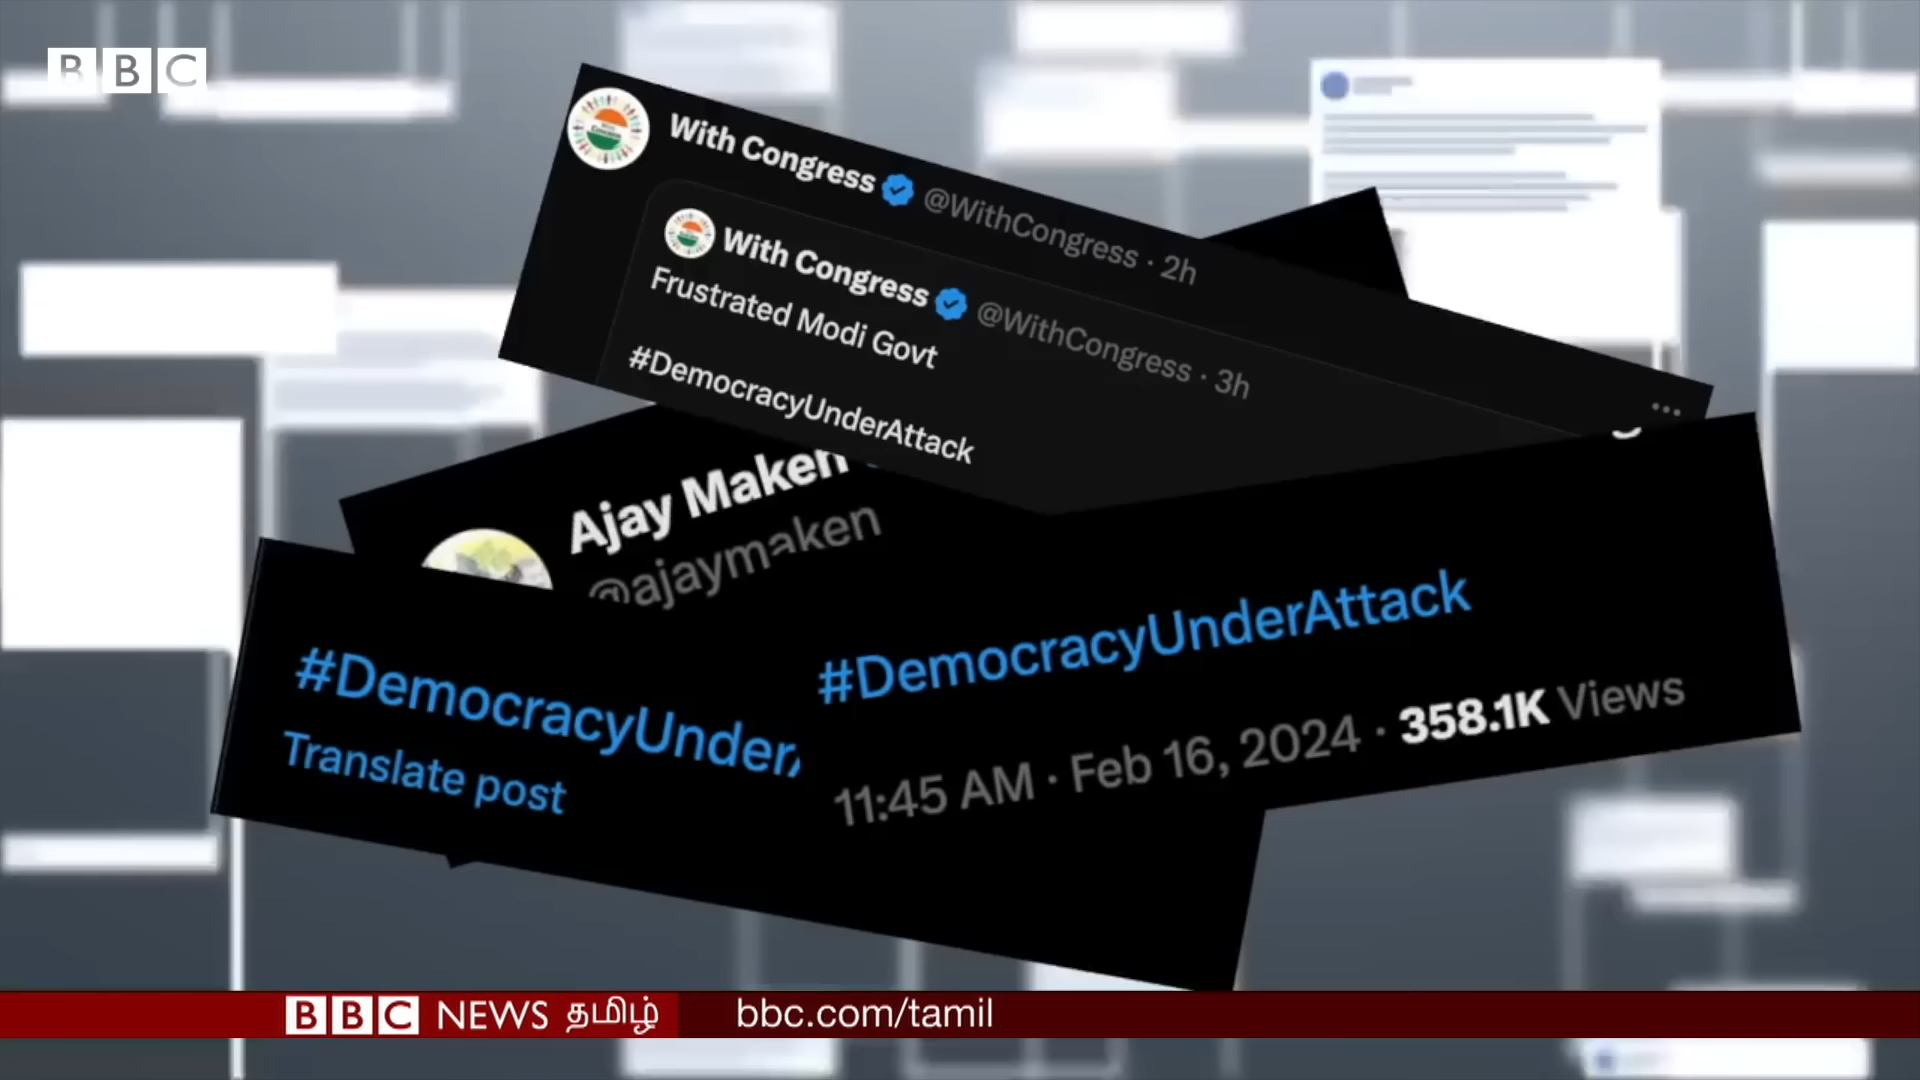 BBC
With Congress @WithCongress · 2h
With Congress @WithCongress · 3h
Frustrated Modi Govt
#DemocracyUnderAttack
Ajay Maken
@ajaymaken
#DemocracyUnderAttack
11:45 AM · Feb 16, 2024 · 358.1K Views
#DemocracyUnder
Translate post
BBC NEWS தமிழ்
bbc.com/tamil